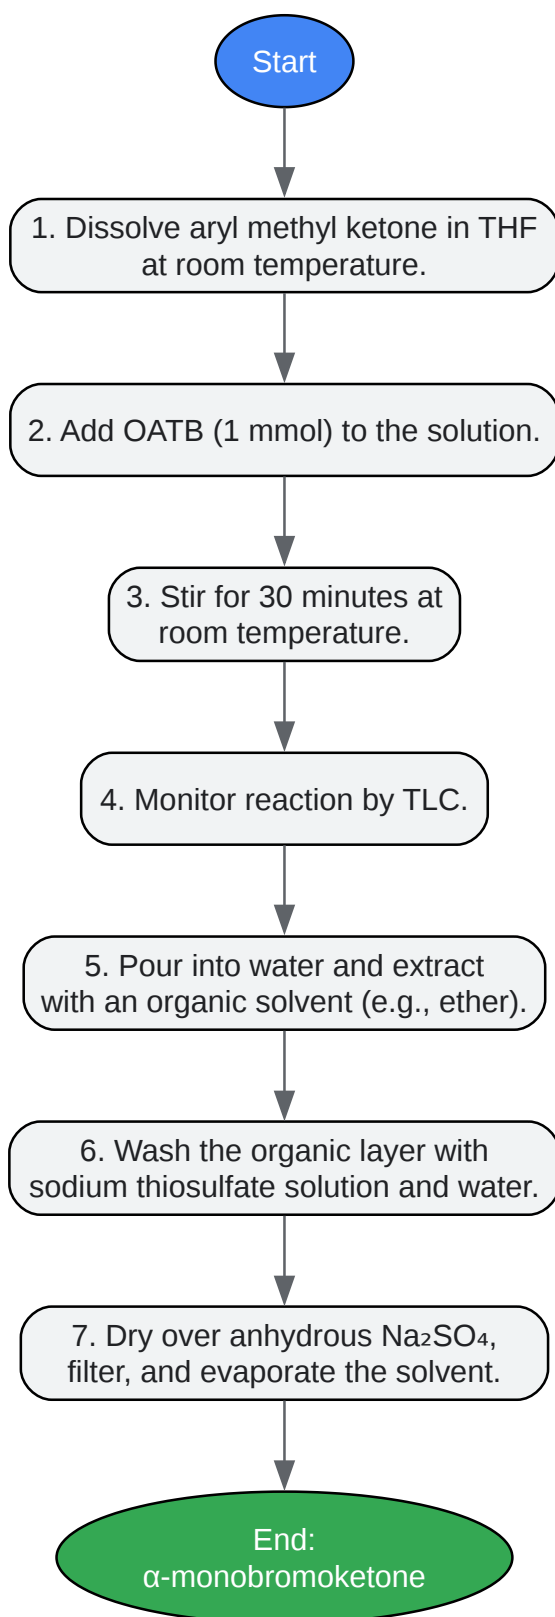 Start
1. Dissolve aryl methyl ketone in THF
at room temperature.
2. Add OATB (1 mmol) to the solution.
3. Stir for 30 minutes at
room temperature.
4. Monitor reaction by TLC.
5. Pour into water and extract
with an organic solvent (e.g., ether).
6. Wash the organic layer with
sodium thiosulfate solution and water.
7. Dry over anhydrous Na₂SO₄,
filter, and evaporate the solvent.
End:
α-monobromoketone